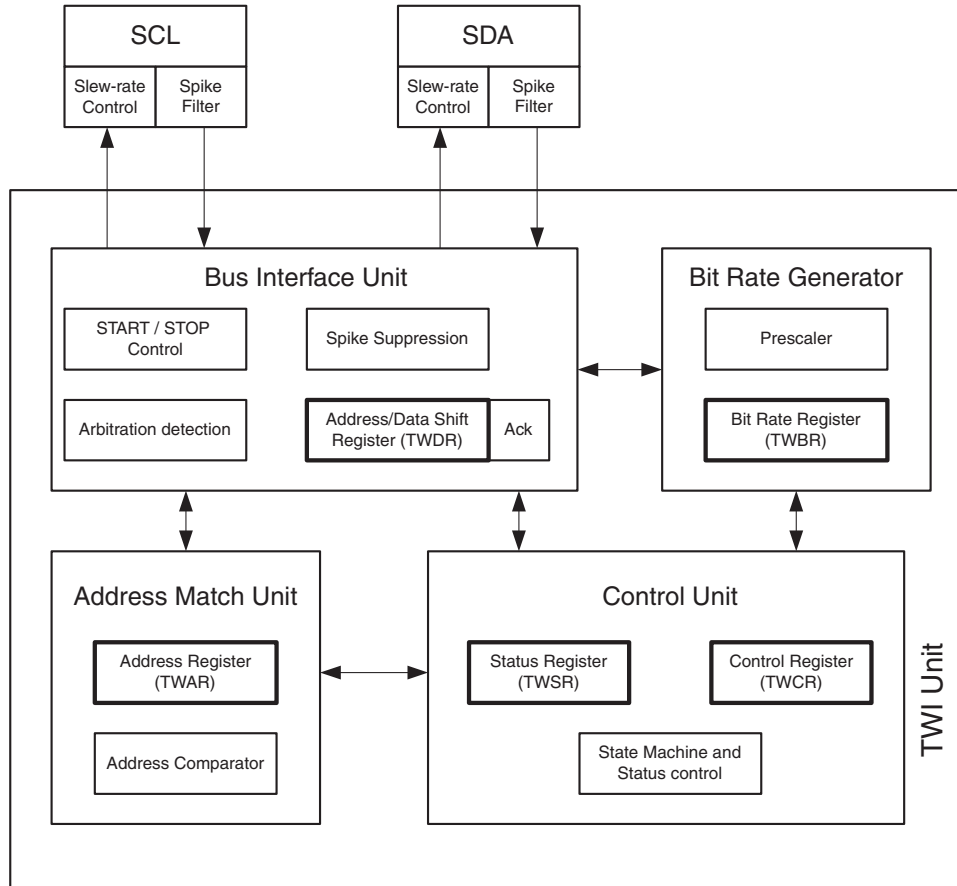 SCL
Slew-rate
Control
Spike
Filter
SDA
Slew-rate
Control
Spike
Filter
Bus Interface Unit
START / STOP
Control
Spike Suppression
Arbitration detection
Address/Data Shift
Register (TWDR)
Ack
Bit Rate Generator
Prescaler
Bit Rate Register
(TWBR)
Address Match Unit
Address Register
(TWAR)
Address Comparator
Control Unit
Status Register
(TWSR)
Control Register
(TWCR)
State Machine and
Status control
TWI Unit